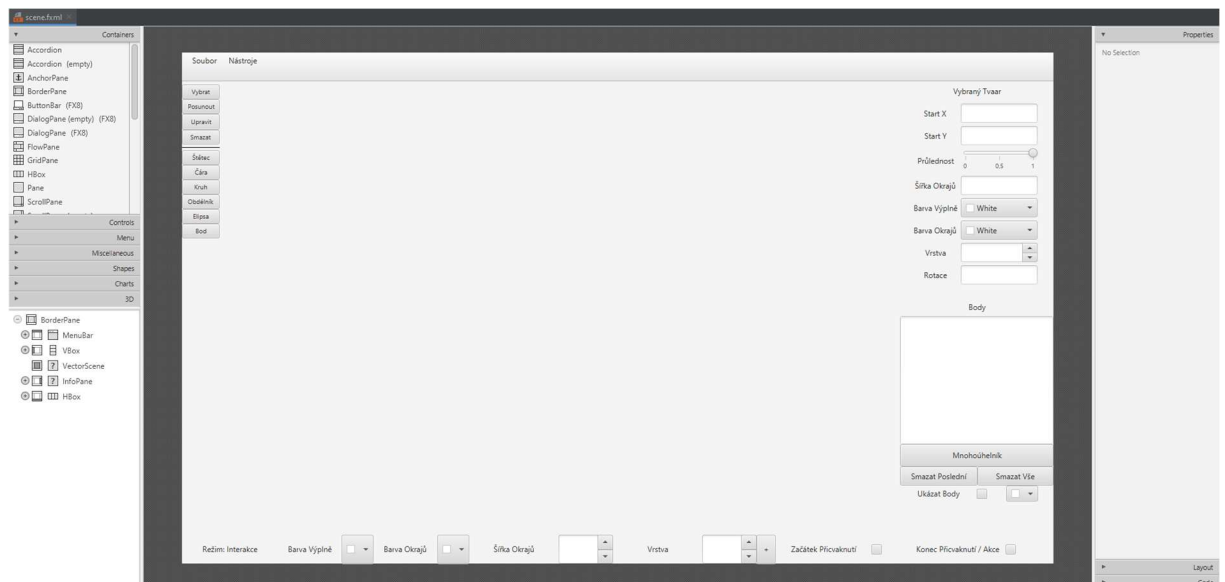 scene.fxml
Containers
Accordion
Accordion (empty)
AnchorPane
BorderPane
ButtonBar (FX8)
DialogPane (empty) (FX8)
DialogPane (FX8)
FlowPane
GridPane
HBox
Pane
ScrollPane
Controls
Menu
Miscellaneous
Shapes
Charts
3D
BorderPane
MenuBar
VBox
? VectorScene
? InfoPane
HBox
Soubor Nástroje
Vybrat
Posunout
Upravit
Smazat
Štětec
Čára
Kruh
Obdélník
Elipsa
Bod
Vybraný Tvaar
Start X
Start Y
Průlednost
0 0,5 1
Šířka Okrajů
Barva Výplně White
Barva Okrajů White
Vrstva
Rotace
Body
Mnohoúhelník
Smazat Poslední Smazat Vše
Ukázat Body
Režim: Interakce Barva Výplně Barva Okrajů Šířka Okrajů Vrstva Začátek Přicvaknutí Konec Přicvaknutí / Akce
Properties
No Selection
Layout